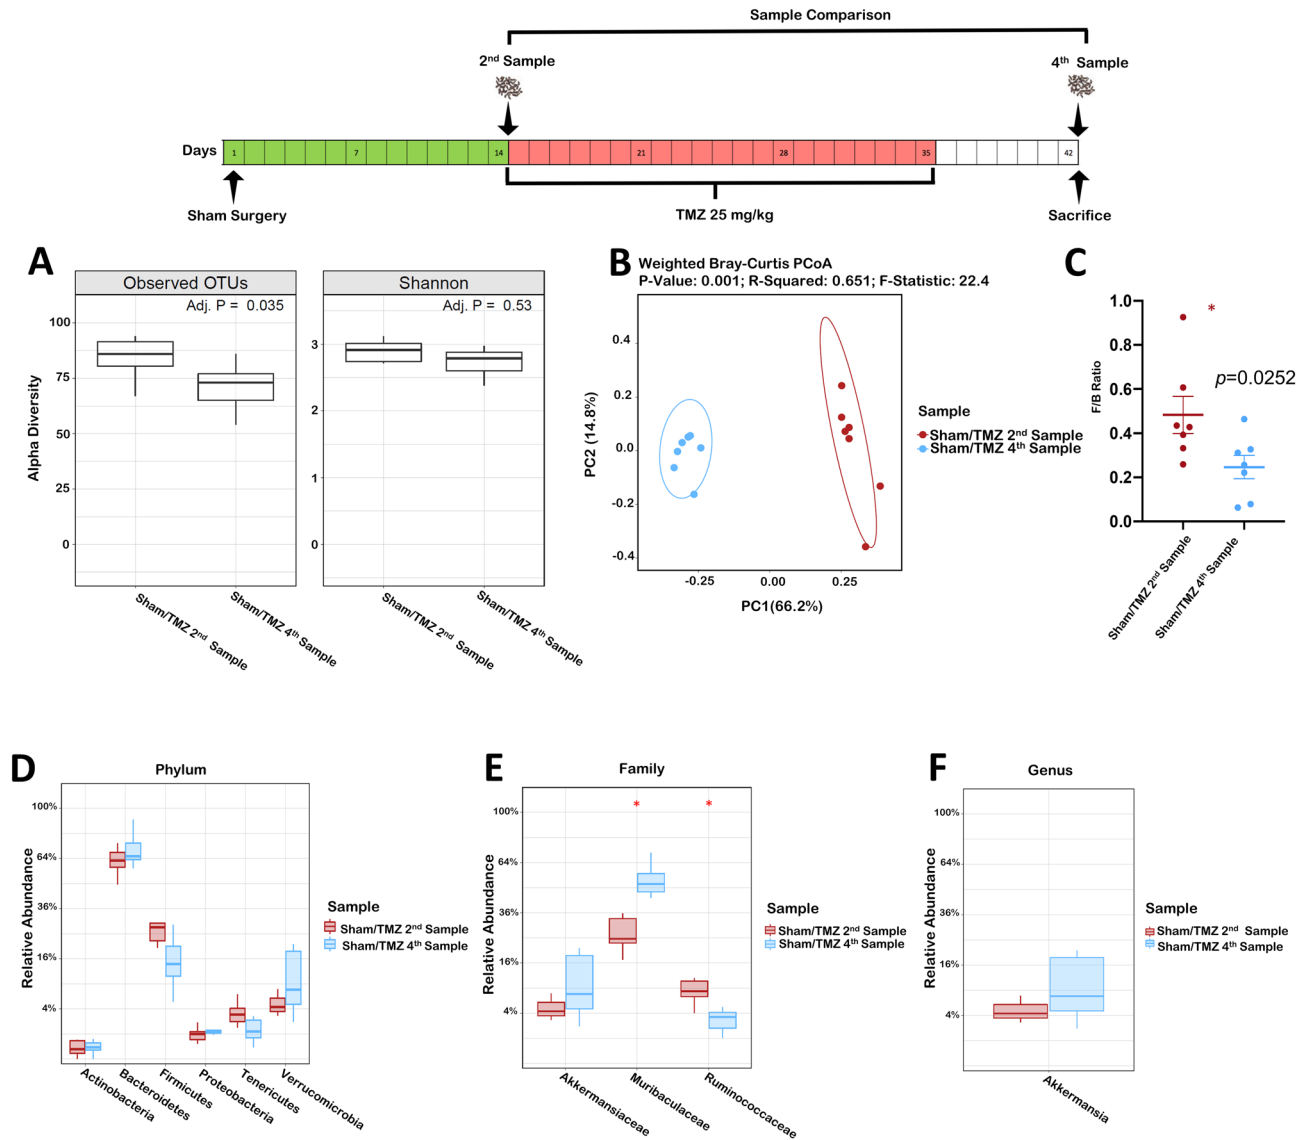 Sample Comparison
2nd Sample
4th Sample
Days
1
7
14
21
28
35
42
Sham Surgery
TMZ 25 mg/kg
Sacrifice
A
Observed OTUs
Adj. P = 0.035
Shannon
Adj. P = 0.53
Alpha Diversity
100
75
50
25
0
3
2
1
0
Sham/TMZ 2nd Sample
Sham/TMZ 4th Sample
Sham/TMZ 2nd Sample
Sham/TMZ 4th Sample
B
Weighted Bray-Curtis PCoA
P-Value: 0.001; R-Squared: 0.651; F-Statistic: 22.4
PC2 (14.8%)
0.4
0.2
0.0
-0.2
-0.4
-0.25
0.00
0.25
PC1(66.2%)
Sample
Sham/TMZ 2nd Sample
Sham/TMZ 4th Sample
C
F/B Ratio
1.0
0.8
0.6
0.4
0.2
0.0
*
p=0.0252
Sham/TMZ 2nd Sample
Sham/TMZ 4th Sample
D
Phylum
Relative Abundance
100%
64%
36%
16%
4%
Actinobacteria
Bacteroidetes
Firmicutes
Proteobacteria
Tenericutes
Verrucomicrobia
Sample
Sham/TMZ 2nd Sample
Sham/TMZ 4th Sample
E
Family
Relative Abundance
100%
64%
36%
16%
4%
*
*
Akkermansiaceae
Muribaculaceae
Ruminococcaceae
Sample
Sham/TMZ 2nd Sample
Sham/TMZ 4th Sample
F
Genus
Relative Abundance
100%
64%
36%
16%
4%
Akkermansia
Sample
Sham/TMZ 2nd Sample
Sham/TMZ 4th Sample